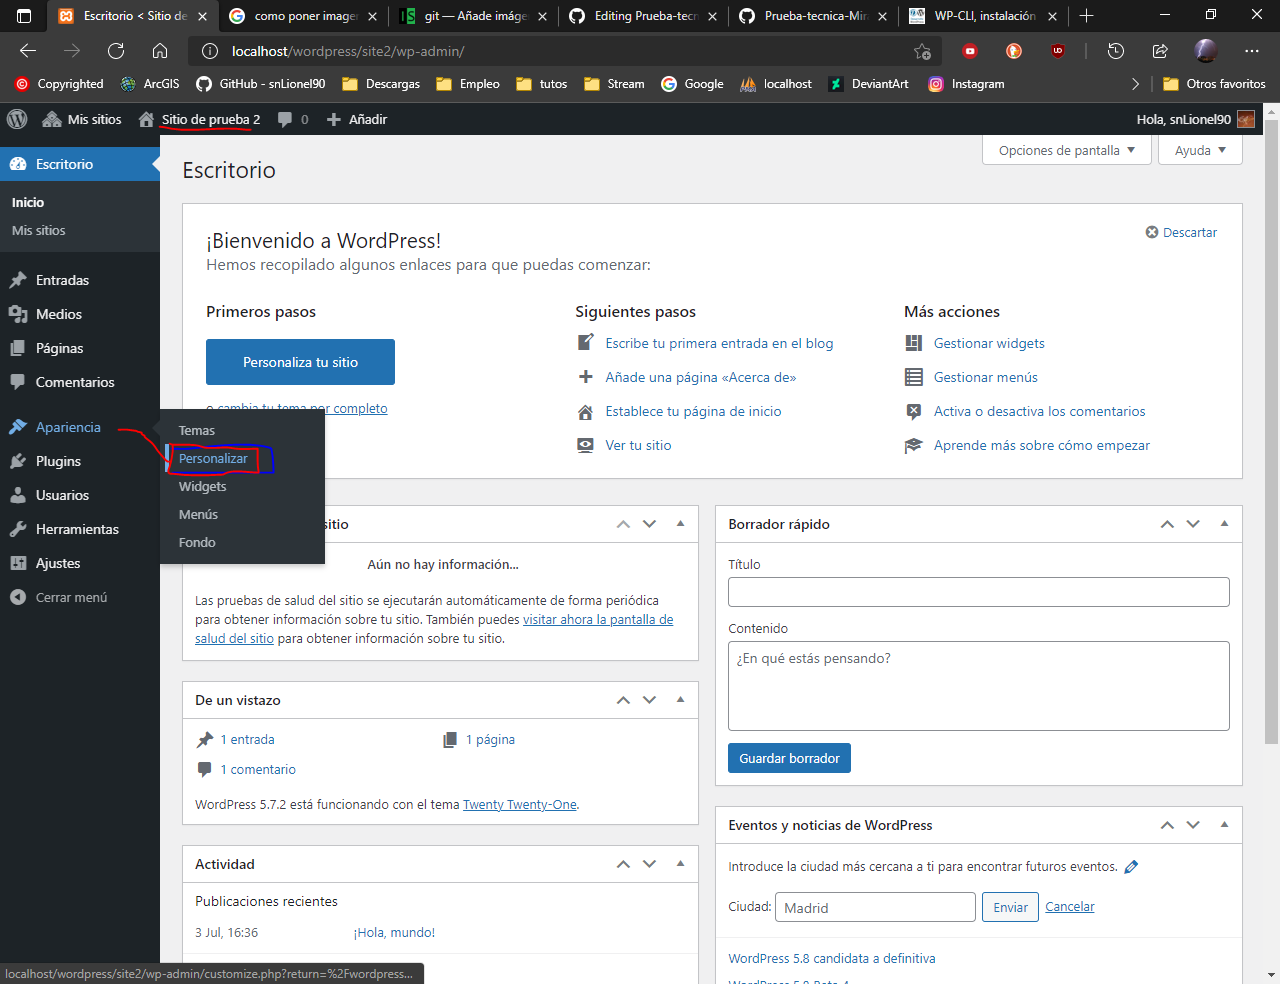 Escritorio < Sitio de
como poner imager
git — Añade imáge
Editing Prueba-tecn
Prueba-tecnica-Mir
WP-CLI, instalación
localhost/wordpress/site2/wp-admin/
Copyrighted
ArcGIS
GitHub - snLionel90
Descargas
Empleo
tutos
Stream
Google
localhost
DeviantArt
Instagram
Otros favoritos
Mis sitios
Sitio de prueba 2
0
Añadir
Hola, snLionel90
Opciones de pantalla
Ayuda
Escritorio
Inicio
Mis sitios
Entradas
Medios
Páginas
Comentarios
Apariencia
Plugins
Usuarios
Herramientas
Ajustes
Cerrar menú
Temas
Personalizar
Widgets
Menús
Fondo
Escritorio
¡Bienvenido a WordPress!
Hemos recopilado algunos enlaces para que puedas comenzar:
Descartar
Primeros pasos
Personaliza tu sitio
o cambia tu tema por completo
Siguientes pasos
Escribe tu primera entrada en el blog
Añade una página «Acerca de»
Establece tu página de inicio
Ver tu sitio
Más acciones
Gestionar widgets
Gestionar menús
Activa o desactiva los comentarios
Aprende más sobre cómo empezar
sitio
Aún no hay información...
Las pruebas de salud del sitio se ejecutarán automáticamente de forma periódica
para obtener información sobre tu sitio. También puedes visitar ahora la pantalla de
salud del sitio para obtener información sobre tu sitio.
De un vistazo
1 entrada
1 página
1 comentario
WordPress 5.7.2 está funcionando con el tema Twenty Twenty-One.
Actividad
Publicaciones recientes
3 Jul, 16:36
¡Hola, mundo!
Borrador rápido
Título
Contenido
¿En qué estás pensando?
Guardar borrador
Eventos y noticias de WordPress
Introduce la ciudad más cercana a ti para encontrar futuros eventos.
Ciudad:
Madrid
Enviar
Cancelar
WordPress 5.8 candidata a definitiva
WordPress 5.8 Beta 4
localhost/wordpress/site2/wp-admin/customize.php?return=%2Fwordpress...